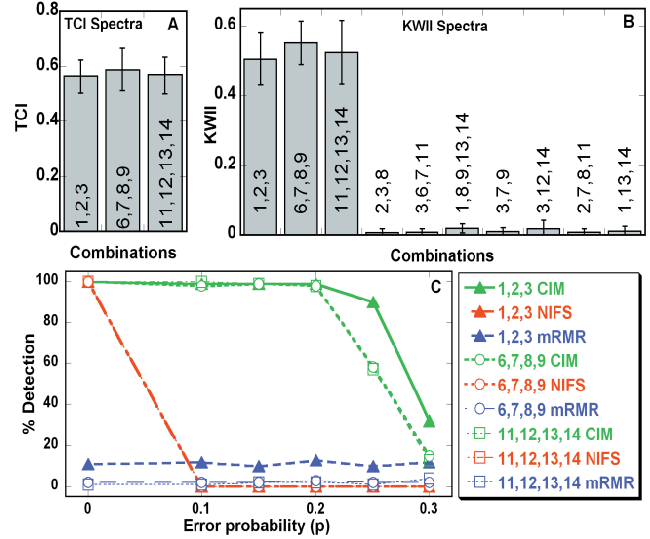 TCI Spectra A
0.8
0.6
0.4
0.2
0
TCI
1,2,3
6,7,8,9
11,12,13,14
Combinations
KWII Spectra B
0.6
0.4
0.2
0
KWII
1,2,3
6,7,8,9
11,12,13,14
2,3,8
3,6,7,11
1,8,9,13,14
3,7,9
3,12,14
2,7,8,11
1,13,14
Combinations
C
100
80
60
40
20
0
% Detection
0 0.1 0.2 0.3
Error probability (p)
1,2,3 CIM
1,2,3 NIFS
1,2,3 mRMR
6,7,8,9 CIM
6,7,8,9 NIFS
6,7,8,9 mRMR
11,12,13,14 CIM
11,12,13,14 NIFS
11,12,13,14 mRMR